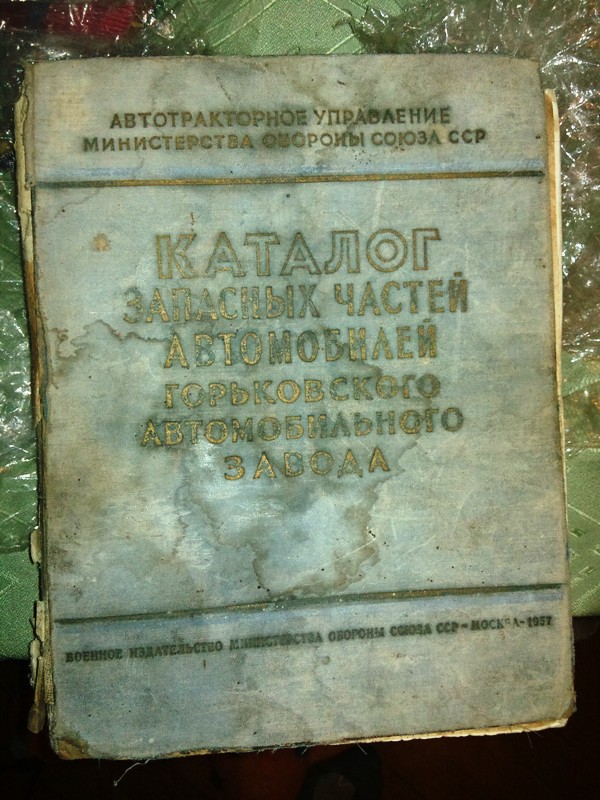 АВТОТРАКТОРНОЕ УПРАВЛЕНИЕ
МИНИСТЕРСТВА ОБОРОНЫ СОЮЗА ССР
КАТАЛОГ
ЗАПАСНЫХ ЧАСТЕЙ
АВТОМОБИЛЕЙ
ГОРЬКОВСКОГО
АВТОМОБИЛЬНОГО
ЗАВОДА
ВОЕННОЕ ИЗДАТЕЛЬСТВО МИНИСТЕРСТВА ОБОРОНЫ СОЮЗА ССР-МОСКВА-1957